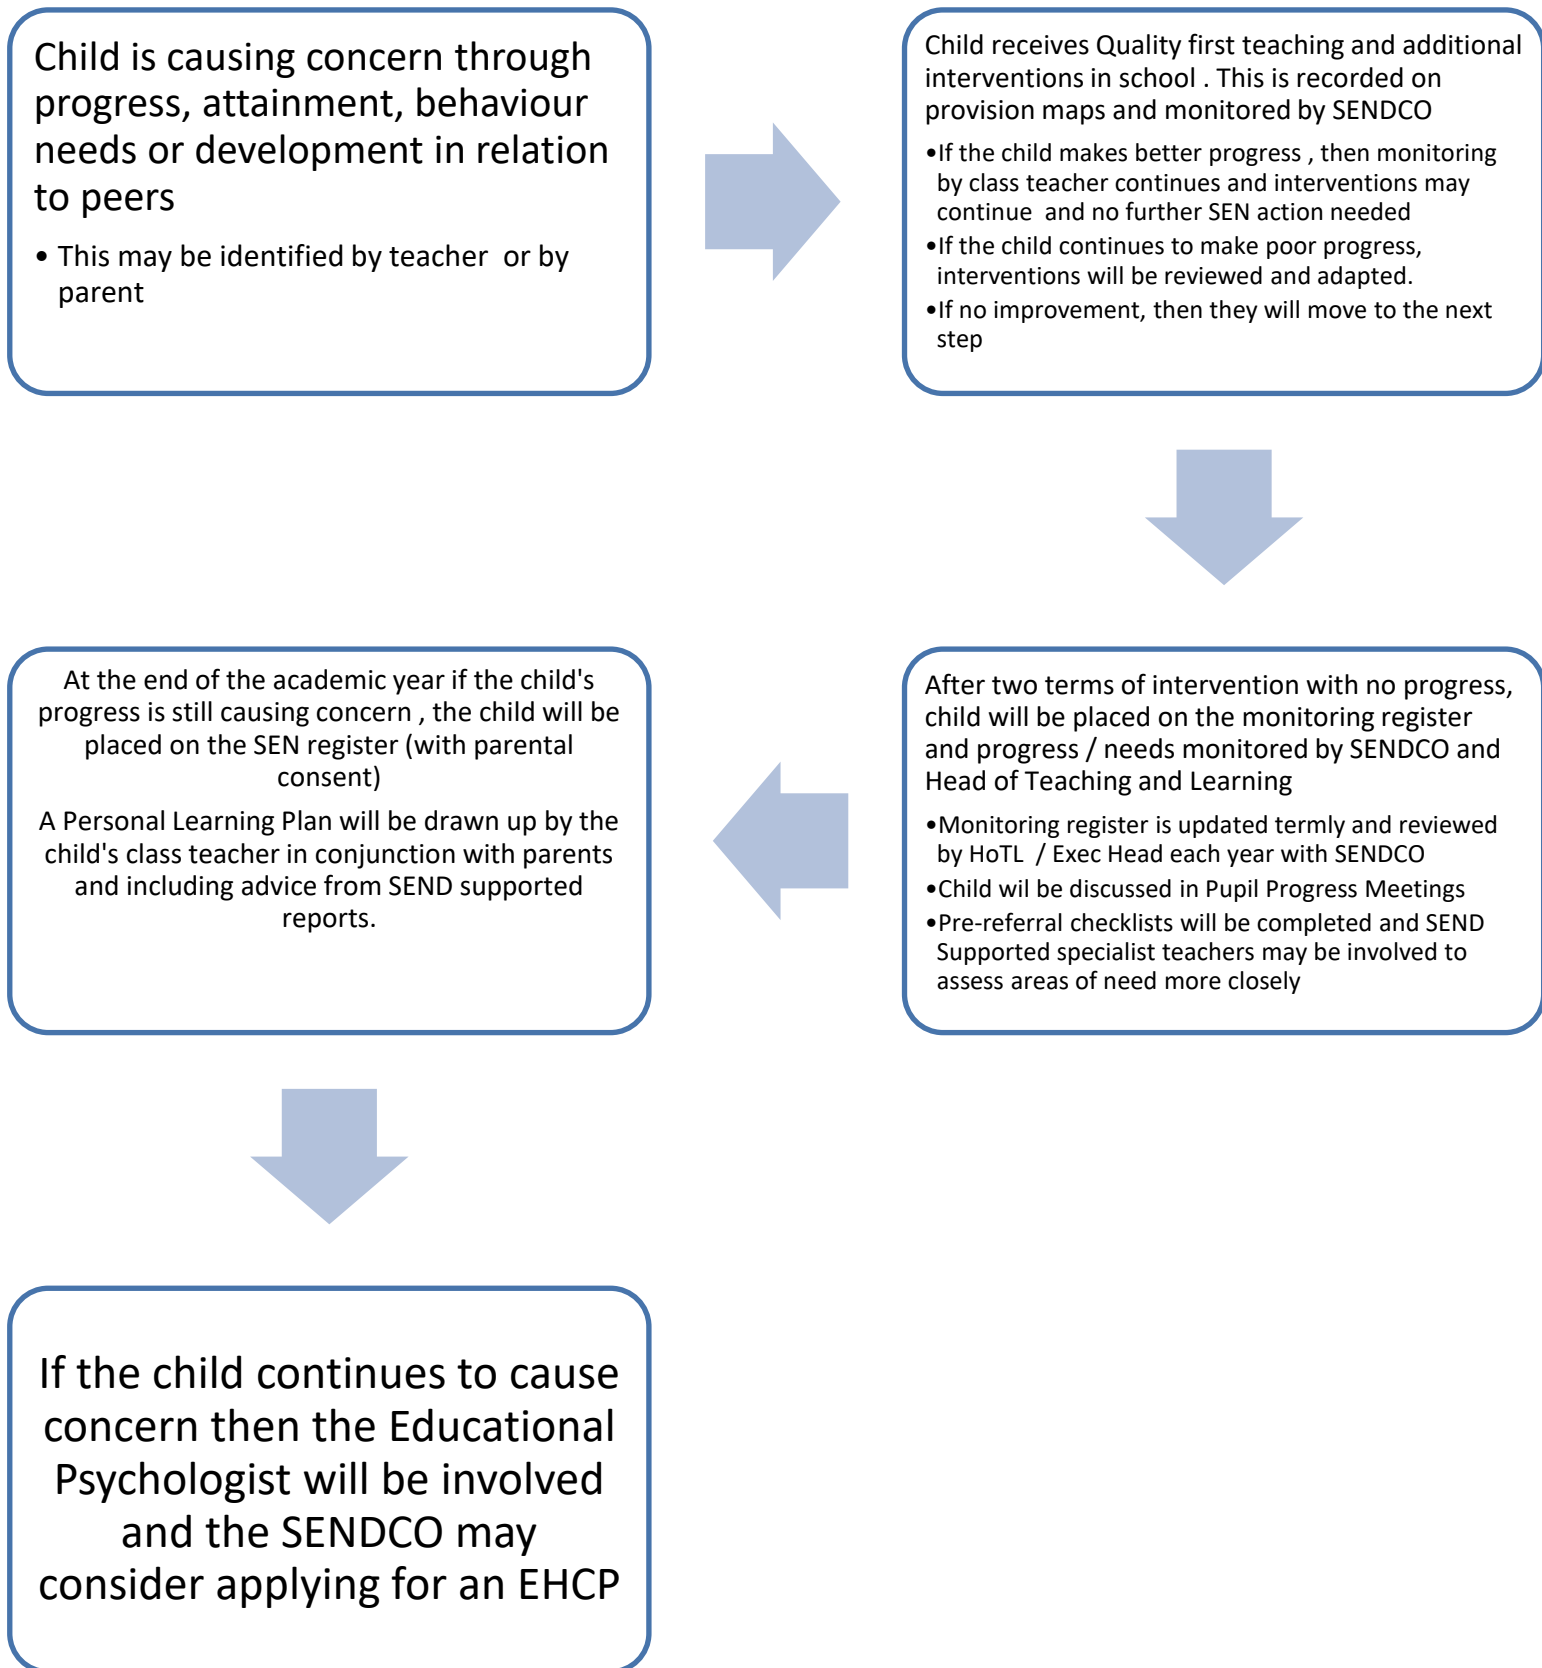 Child is causing concern through
progress, attainment, behaviour
needs or development in relation
to peers
• This may be identified by teacher or by
parent
Child receives Quality first teaching and additional
interventions in school . This is recorded on
provision maps and monitored by SENDCO
•If the child makes better progress , then monitoring
by class teacher continues and interventions may
continue and no further SEN action needed
•If the child continues to make poor progress,
interventions will be reviewed and adapted.
•If no improvement, then they will move to the next
step
After two terms of intervention with no progress,
child will be placed on the monitoring register
and progress / needs monitored by SENDCO and
Head of Teaching and Learning
•Monitoring register is updated termly and reviewed
by HoTL / Exec Head each year with SENDCO
•Child wil be discussed in Pupil Progress Meetings
•Pre-referral checklists will be completed and SEND
Supported specialist teachers may be involved to
assess areas of need more closely
At the end of the academic year if the child's
progress is still causing concern , the child will be
placed on the SEN register (with parental
consent)
A Personal Learning Plan will be drawn up by the
child's class teacher in conjunction with parents
and including advice from SEND supported
reports.
If the child continues to cause
concern then the Educational
Psychologist will be involved
and the SENDCO may
consider applying for an EHCP